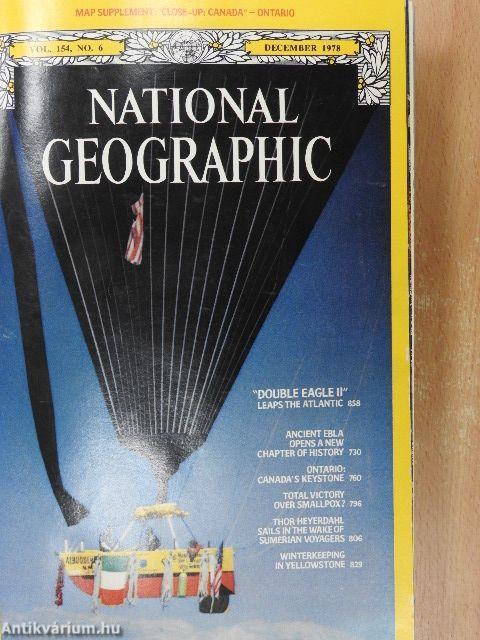 MAP SUPPLEMENT: "CLOSE-UP: CANADA" – ONTARIO
VOL. 154, NO. 6
DECEMBER 1978
NATIONAL
GEOGRAPHIC
"DOUBLE EAGLE II"
LEAPS THE ATLANTIC 858
ANCIENT EBLA
OPENS A NEW
CHAPTER OF HISTORY 730
ONTARIO:
CANADA'S KEYSTONE 760
TOTAL VICTORY
OVER SMALLPOX? 796
THOR HEYERDAHL
SAILS IN THE WAKE OF
SUMERIAN VOYAGERS 806
WINTERKEEPING
IN YELLOWSTONE 829
Antikvárium.hu